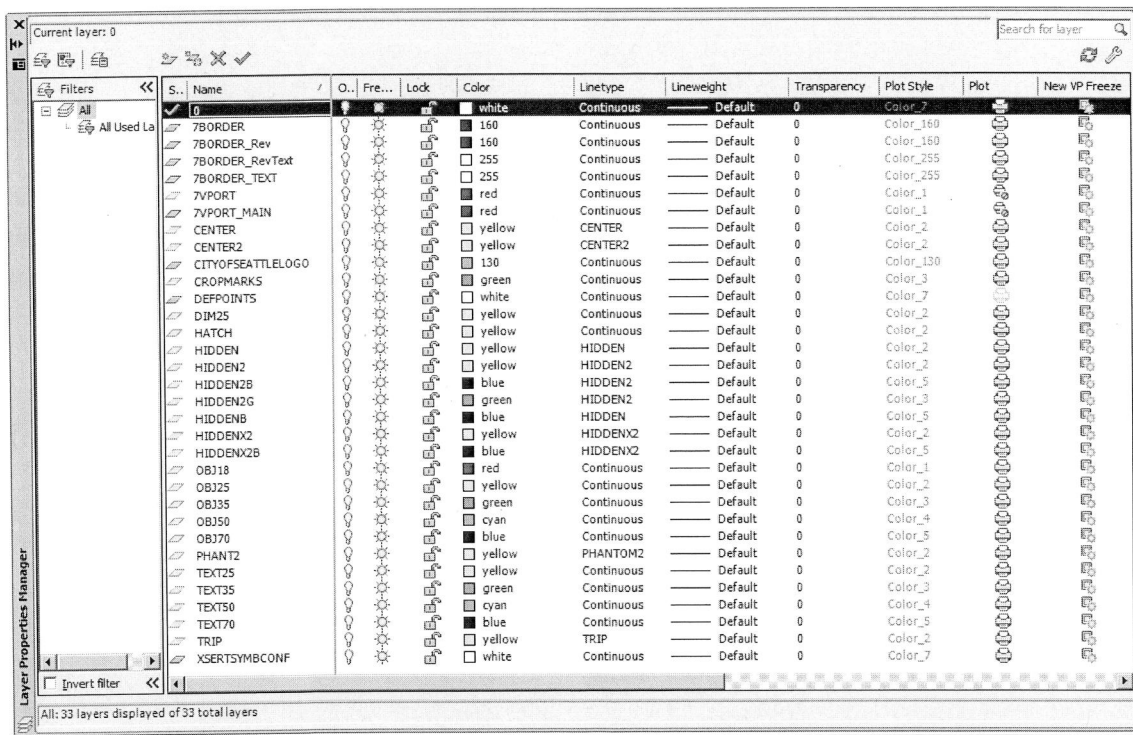 Current layer: 0
Search for layer
Filters
All
All Used La
S.. Name / O.. Fre... Lock Color Linetype Lineweight Transparency Plot Style Plot New VP Freeze
0 white Continuous Default 0 Color_7
7BORDER 160 Continuous Default 0 Color_160
7BORDER_Rev 160 Continuous Default 0 Color_160
7BORDER_RevText 255 Continuous Default 0 Color_255
7BORDER_TEXT 255 Continuous Default 0 Color_255
7VPORT red Continuous Default 0 Color_1
7VPORT_MAIN red Continuous Default 0 Color_1
CENTER yellow CENTER Default 0 Color_2
CENTER2 yellow CENTER2 Default 0 Color_2
CITYOFSEATTLELOGO 130 Continuous Default 0 Color_130
CROPMARKS green Continuous Default 0 Color_3
DEFPOINTS white Continuous Default 0 Color_7
DIM25 yellow Continuous Default 0 Color_2
HATCH yellow Continuous Default 0 Color_2
HIDDEN yellow HIDDEN Default 0 Color_2
HIDDEN2 yellow HIDDEN2 Default 0 Color_2
HIDDEN2B blue HIDDEN2 Default 0 Color_5
HIDDEN2G green HIDDEN2 Default 0 Color_3
HIDDENB blue HIDDEN Default 0 Color_5
HIDDENX2 yellow HIDDENX2 Default 0 Color_2
HIDDENX2B blue HIDDENX2 Default 0 Color_5
OBJ18 red Continuous Default 0 Color_1
OBJ25 yellow Continuous Default 0 Color_2
OBJ35 green Continuous Default 0 Color_3
OBJ50 cyan Continuous Default 0 Color_4
OBJ70 blue Continuous Default 0 Color_5
PHANT2 yellow PHANTOM2 Default 0 Color_2
TEXT25 yellow Continuous Default 0 Color_2
TEXT35 green Continuous Default 0 Color_3
TEXT50 cyan Continuous Default 0 Color_4
TEXT70 blue Continuous Default 0 Color_5
TRIP yellow TRIP Default 0 Color_2
XSERTSYMBCONF white Continuous Default 0 Color_7
Invert filter
Layer Properties Manager
All: 33 layers displayed of 33 total layers